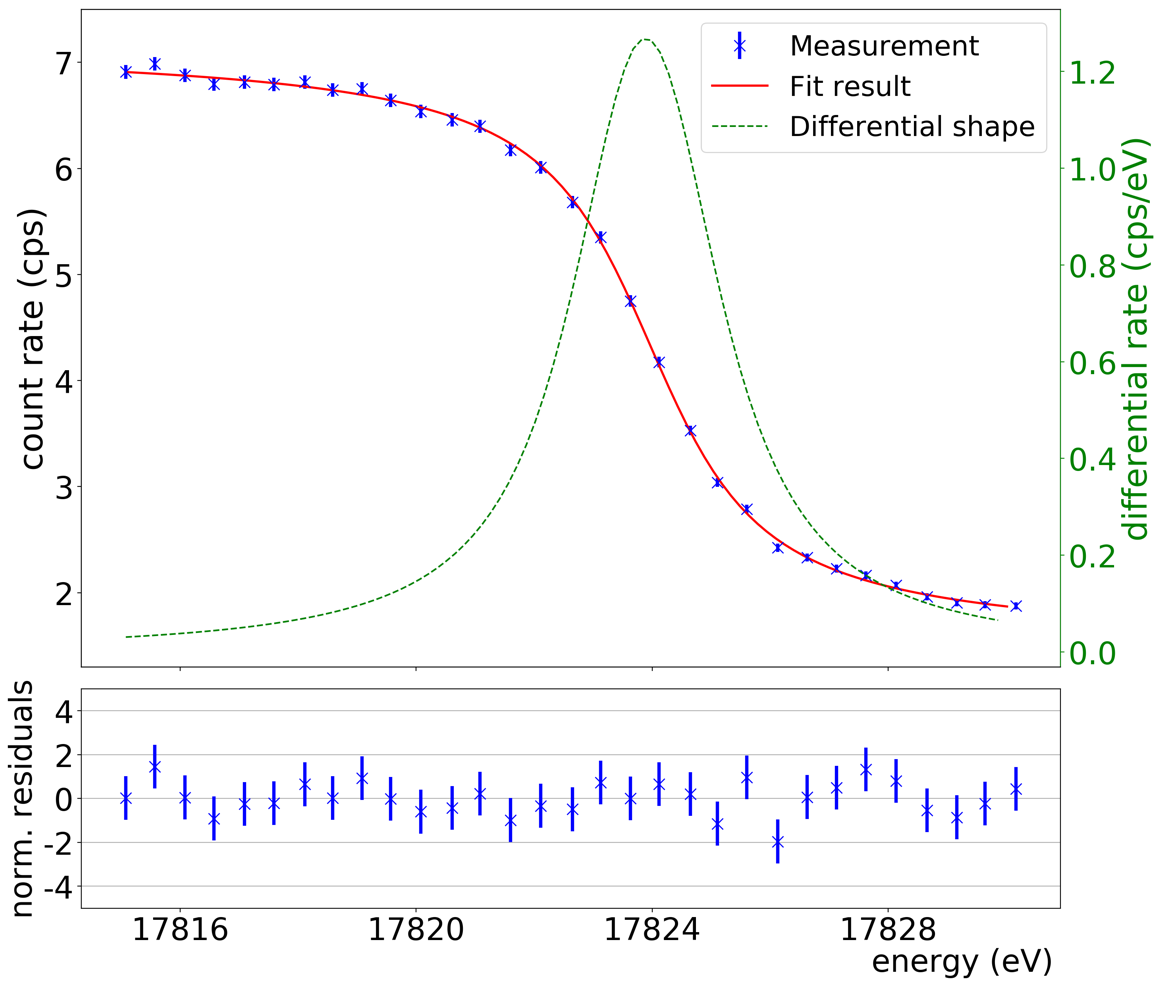 Measurement
Fit result
Differential shape
count rate (cps)
7
6
5
4
3
2
differential rate (cps/eV)
1.2
1.0
0.8
0.6
0.4
0.2
0.0
norm. residuals
4
2
0
-2
-4
17816 17820 17824 17828
energy (eV)